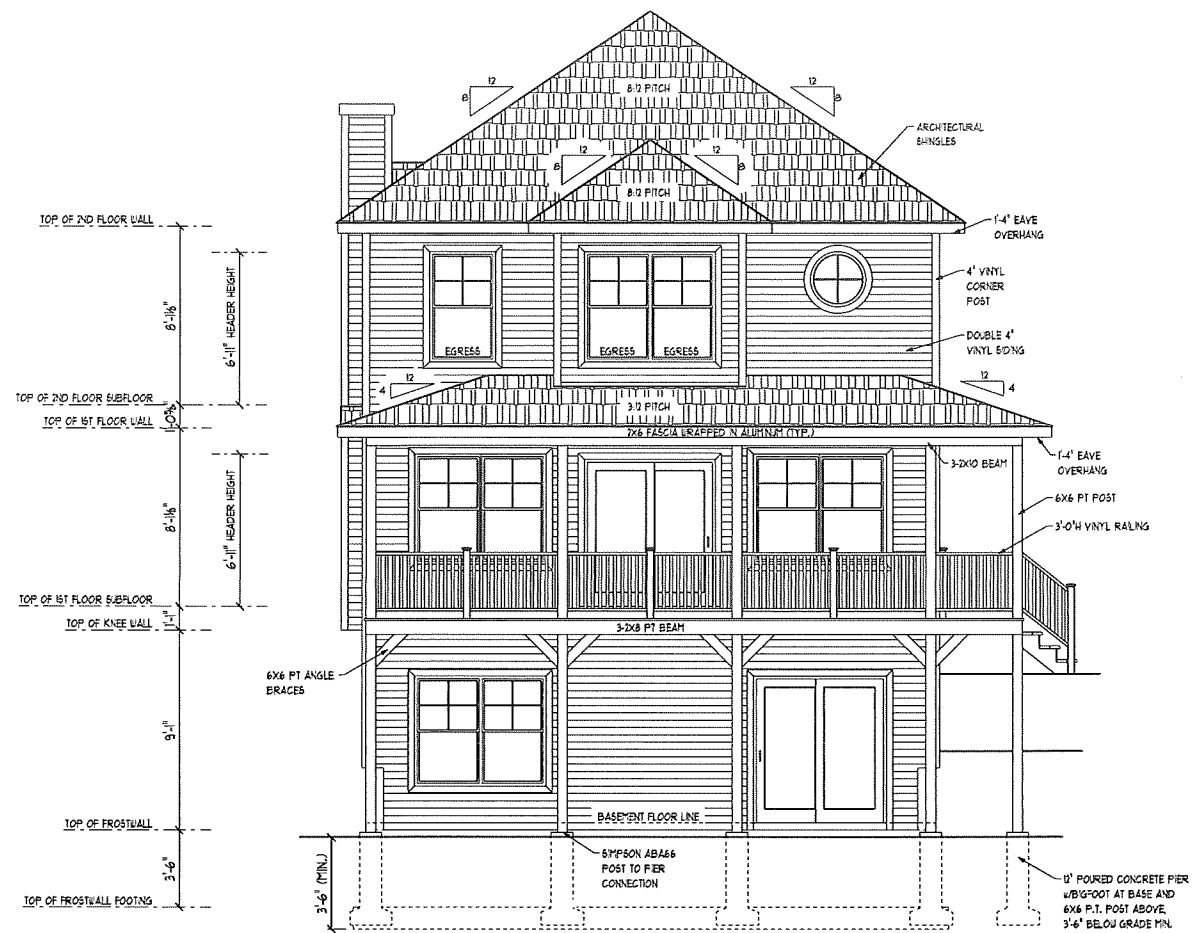 12
8
8:12 PITCH
12
8
ARCHITECTURAL
SHINGLES
12
8
12
8
8:12 PITCH
TOP OF 2ND FLOOR WALL
1'-4" EAVE
OVERHANG
8'-1⅛"
6'-11" HEADER HEIGHT
4" VINYL
CORNER
POST
DOUBLE 4"
VINYL SIDING
EGRESS
EGRESS
EGRESS
12
4
12
4
TOP OF 2ND FLOOR SUBFLOOR
3:12 PITCH
TOP OF 1ST FLOOR WALL
2X6 FASCIA WRAPPED IN ALUMINUM (TYP.)
3-2X10 BEAM
1'-4" EAVE
OVERHANG
8'-1⅛"
6'-11" HEADER HEIGHT
6X6 PT POST
3'-0"H VINYL RAILING
TOP OF 1ST FLOOR SUBFLOOR
1'-1"
TOP OF KNEE WALL
3-2X8 PT BEAM
6X6 PT ANGLE
BRACES
9'-1"
TOP OF FROSTWALL
BASEMENT FLOOR LINE
3'-6"
3'-6" (MIN.)
SIMPSON ABA66
POST TO PIER
CONNECTION
12" POURED CONCRETE PIER
W/BIGFOOT AT BASE AND
6X6 P.T. POST ABOVE,
3'-6" BELOW GRADE MIN.
TOP OF FROSTWALL FOOTING